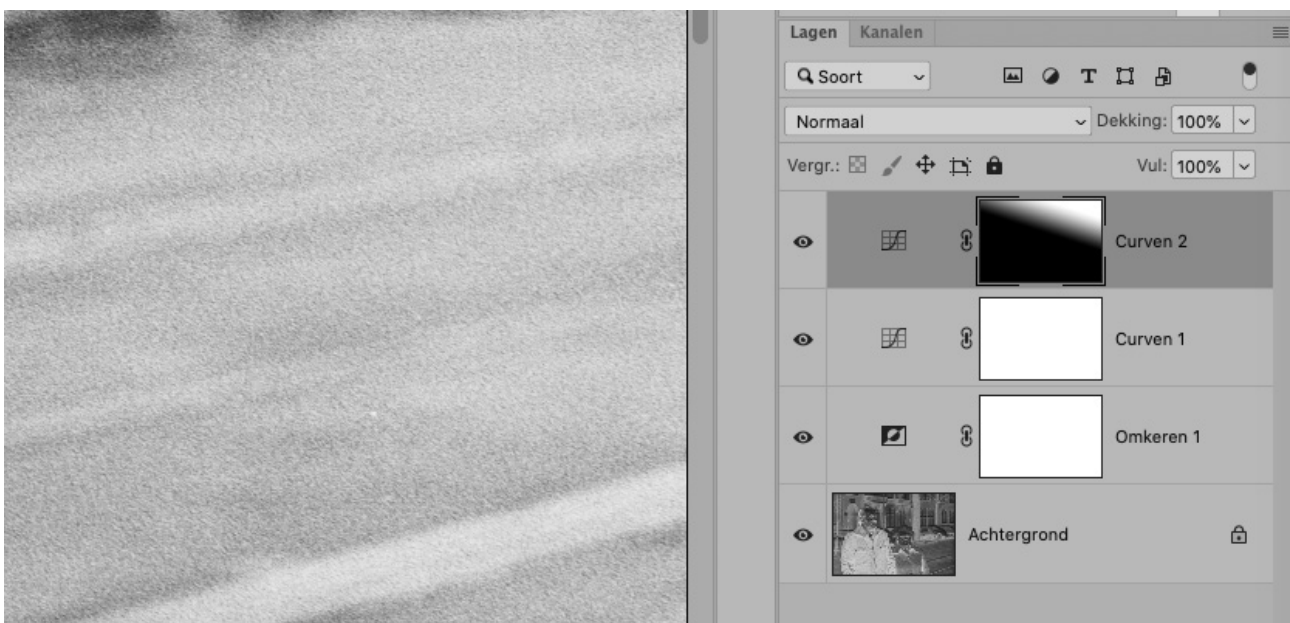 Lagen Kanalen
Soort
Normaal Dekking: 100%
Vergr.: Vul: 100%
Curven 2
Curven 1
Omkeren 1
Achtergrond